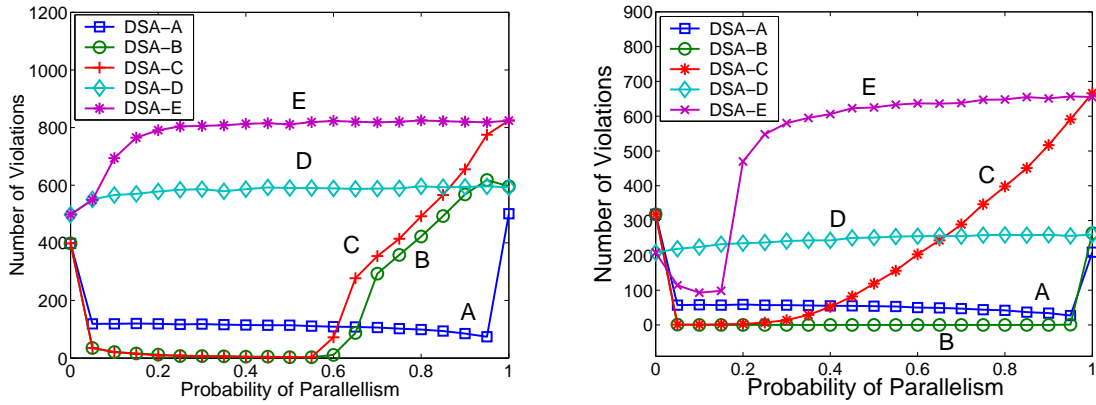 1200
1000
800
600
400
200
0
Number of Violations
DSA-A
DSA-B
DSA-C
DSA-D
DSA-E
E
D
C
B
A
0
0.2
0.4
0.6
0.8
1
Probability of Parallellism
900
800
700
600
500
400
300
200
100
0
Number of Violations
DSA-A
DSA-B
DSA-C
DSA-D
DSA-E
E
C
D
A
B
0
0.2
0.4
0.6
0.8
1
Probability of Parallelism